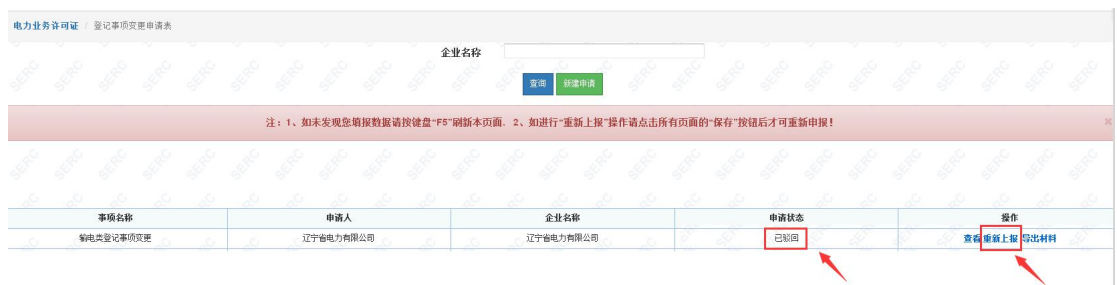 电力业务许可证 / 登记事项变更申请表
企业名称
查询 新建申请
注：1、如未发现您填报数据请按键盘“F5”刷新本页面. 2、如进行“重新上报”操作请点击所有页面的“保存”按钮后才可重新申报！ ×
事项名称 申请人 企业名称 申请状态 操作
输电类登记事项变更 辽宁省电力有限公司 辽宁省电力有限公司 已驳回 查看 重新上报 导出材料
SERC